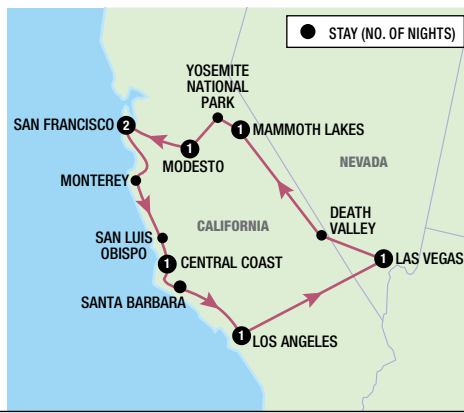 STAY (NO. OF NIGHTS)
YOSEMITE
NATIONAL
PARK
SAN FRANCISCO 2
1 MAMMOTH LAKES
1
MODESTO
NEVADA
MONTEREY
CALIFORNIA
DEATH
VALLEY
SAN LUIS
OBISPO
1 CENTRAL COAST
1 LAS VEGAS
SANTA BARBARA
1
LOS ANGELES